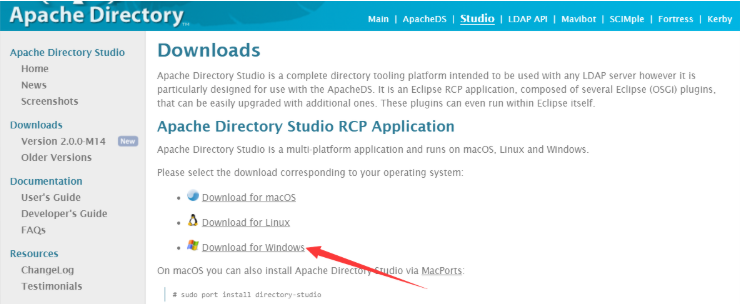 Apache Directory™
Main | ApacheDS | Studio | LDAP API | Mavibot | SCIMple | Fortress | Kerby
Apache Directory Studio
Home
News
Screenshots
Downloads
Version 2.0.0-M14 New
Older Versions
Documentation
User's Guide
Developer's Guide
FAQs
Resources
ChangeLog
Testimonials
Downloads
Apache Directory Studio is a complete directory tooling platform intended to be used with any LDAP server however it is
particularly designed for use with the ApacheDS. It is an Eclipse RCP application, composed of several Eclipse (OSGi) plugins,
that can be easily upgraded with additional ones. These plugins can even run within Eclipse itself.
Apache Directory Studio RCP Application
Apache Directory Studio is a multi-platform application and runs on macOS, Linux and Windows.
Please select the download corresponding to your operating system:
• Download for macOS
• Download for Linux
• Download for Windows
On macOS you can also install Apache Directory Studio via MacPorts:
# sudo port install directory-studio